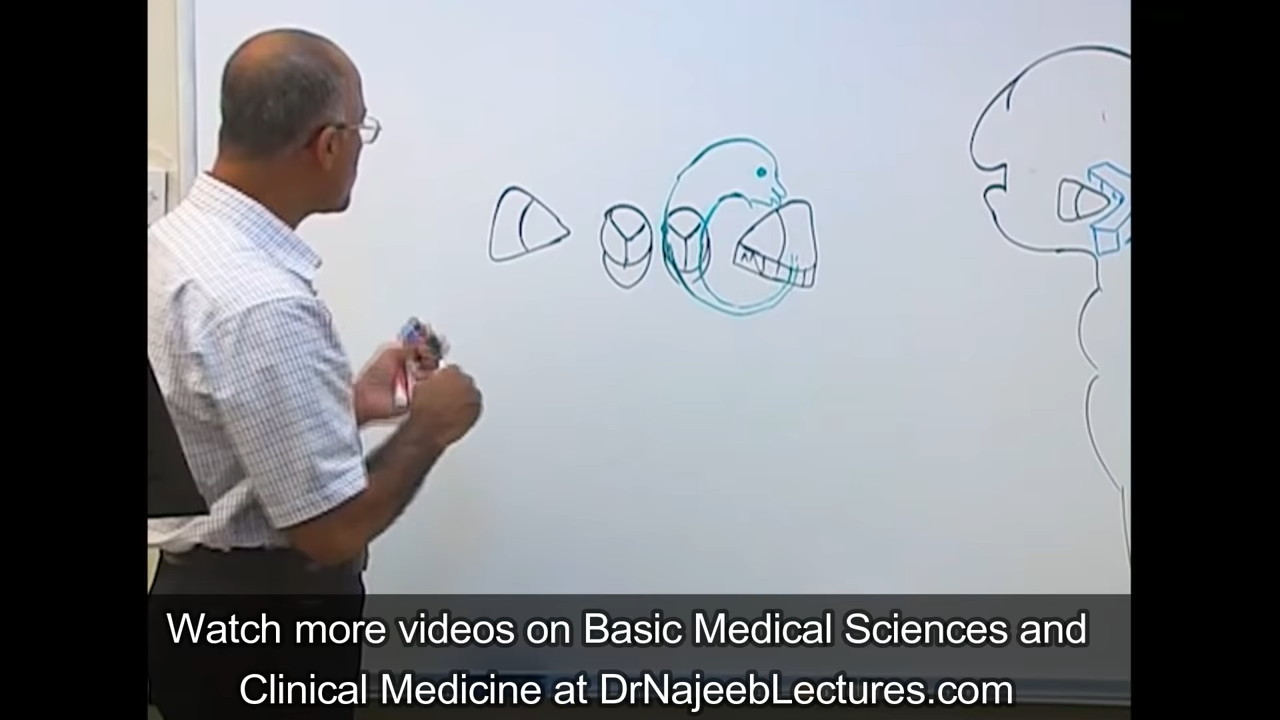 Watch more videos on Basic Medical Sciences and
Clinical Medicine at DrNajeebLectures.com